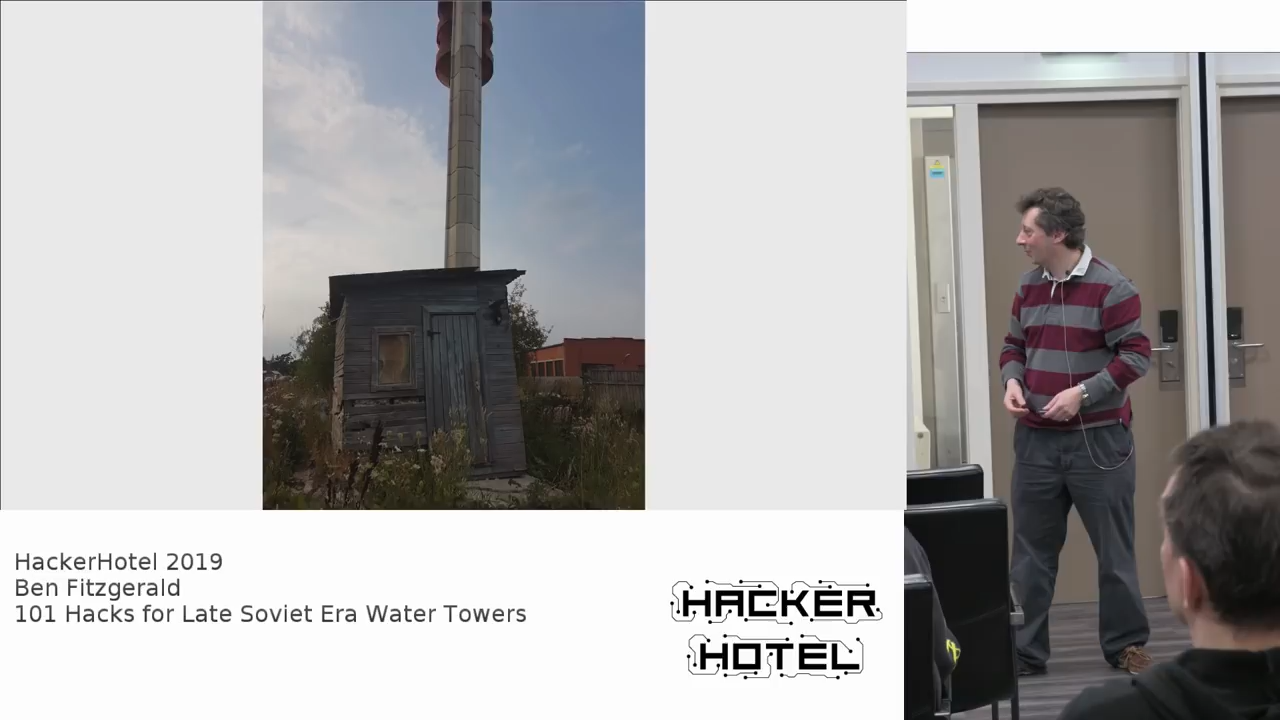 HackerHotel 2019
Ben Fitzgerald
101 Hacks for Late Soviet Era Water Towers
HACKER
HOTEL